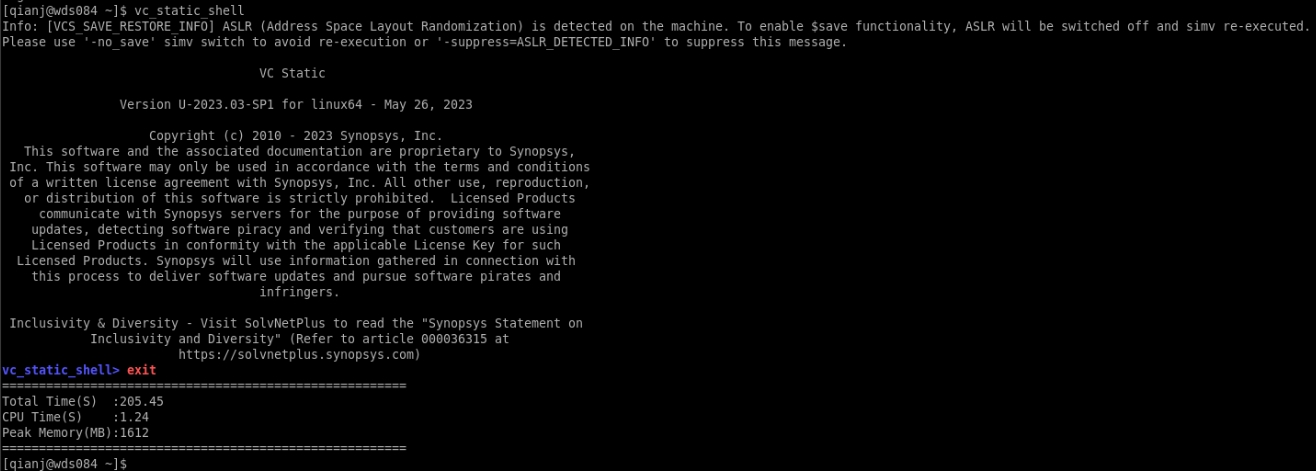 [qianj@wds084 ~]$ vc_static_shell
Info: [VCS_SAVE_RESTORE_INFO] ASLR (Address Space Layout Randomization) is detected on the machine. To enable $save functionality, ASLR will be switched off and simv re-executed.
Please use '-no_save' simv switch to avoid re-execution or '-suppress=ASLR_DETECTED_INFO' to suppress this message.
VC Static
Version U-2023.03-SP1 for linux64 - May 26, 2023
Copyright (c) 2010 - 2023 Synopsys, Inc.
This software and the associated documentation are proprietary to Synopsys,
Inc. This software may only be used in accordance with the terms and conditions
of a written license agreement with Synopsys, Inc. All other use, reproduction,
or distribution of this software is strictly prohibited.  Licensed Products
communicate with Synopsys servers for the purpose of providing software
updates, detecting software piracy and verifying that customers are using
Licensed Products in conformity with the applicable License Key for such
Licensed Products. Synopsys will use information gathered in connection with
this process to deliver software updates and pursue software pirates and
infringers.
Inclusivity & Diversity - Visit SolvNetPlus to read the "Synopsys Statement on
Inclusivity and Diversity" (Refer to article 000036315 at
https://solvnetplus.synopsys.com)
vc_static_shell> exit
=======================================================
Total Time(S)  :205.45
CPU Time(S)    :1.24
Peak Memory(MB):1612
=======================================================
[qianj@wds084 ~]$